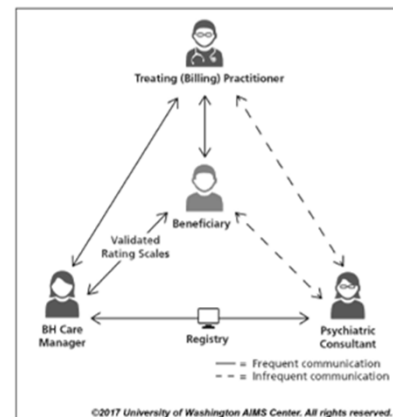 Treating (Billing) Practitioner
Beneficiary
Validated
Rating Scales
BH Care
Manager
Registry
Psychiatric
Consultant
= Frequent communication
= Infrequent communication
©2017 University of Washington AIMS Center. All rights reserved.